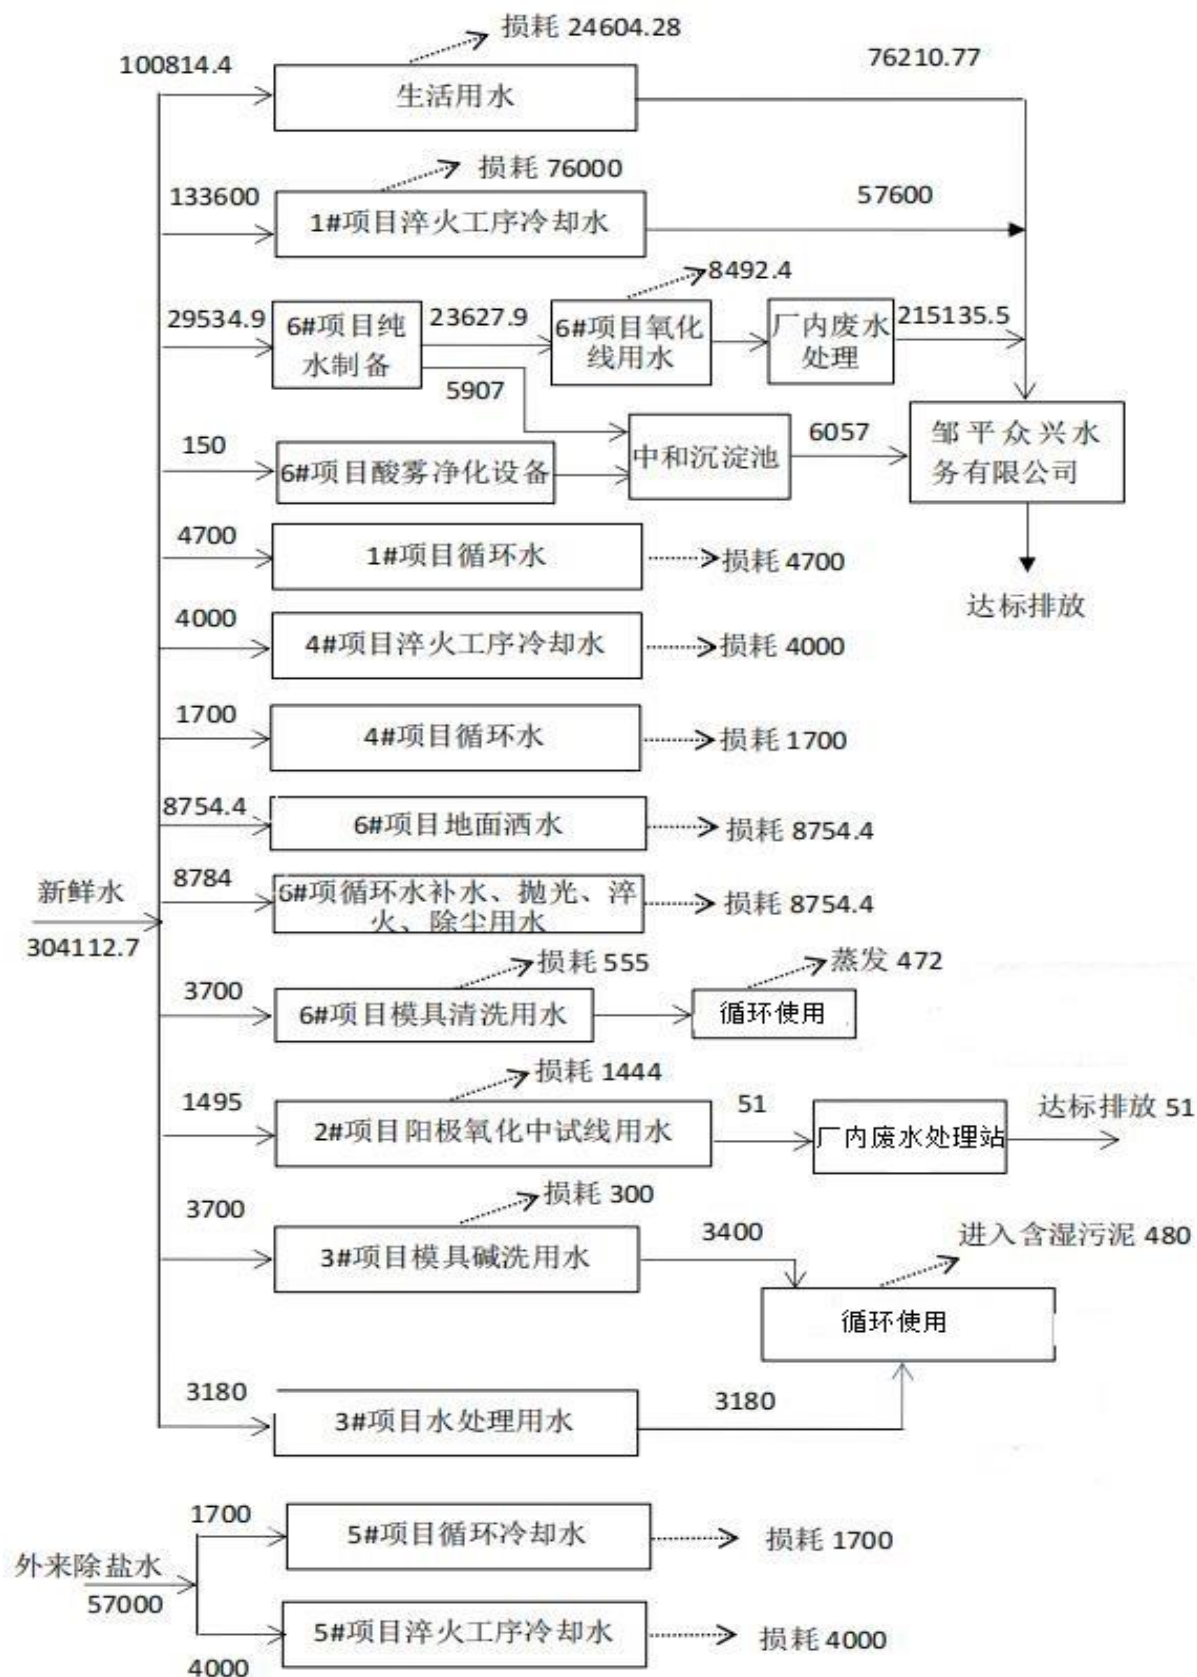 损耗 24604.28
100814.4
76210.77
生活用水
损耗 76000
133600
57600
1#项目淬火工序冷却水
8492.4
29534.9
6#项目纯
水制备
23627.9
6#项目氧化
线用水
厂内废水
处理
215135.5
5907
150
6#项目酸雾净化设备
中和沉淀池
6057
邹平众兴水
务有限公司
4700
1#项目循环水
损耗 4700
达标排放
4000
4#项目淬火工序冷却水
损耗 4000
1700
4#项目循环水
损耗 1700
8754.4
6#项目地面洒水
损耗 8754.4
新鲜水
304112.7
8784
6#项循环水补水、抛光、淬
火、除尘用水
损耗 8754.4
损耗 555
蒸发 472
3700
6#项目模具清洗用水
循环使用
损耗 1444
1495
2#项目阳极氧化中试线用水
51
厂内废水处理站
达标排放 51
损耗 300
3700
3#项目模具碱洗用水
3400
进入含湿污泥 480
循环使用
3180
3#项目水处理用水
3180
1700
5#项目循环冷却水
损耗 1700
外来除盐水
57000
5#项目淬火工序冷却水
损耗 4000
4000